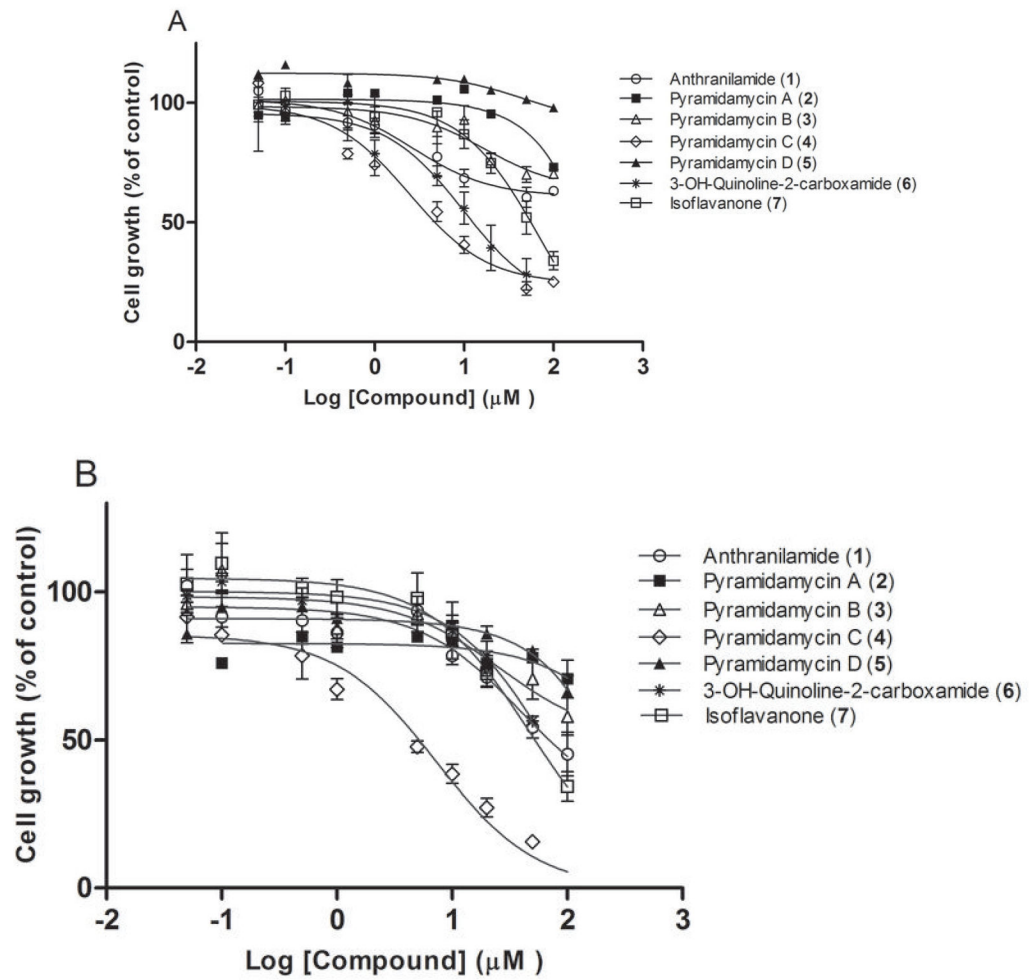 A
Cell growth (% of control)
100
50
0
-2
-1
0
1
2
3
Log [Compound] (μM )
Anthranilamide (1)
Pyramidamycin A (2)
Pyramidamycin B (3)
Pyramidamycin C (4)
Pyramidamycin D (5)
3-OH-Quinoline-2-carboxamide (6)
Isoflavanone (7)
B
Cell growth (% of control)
100
50
0
-2
-1
0
1
2
3
Log [Compound] (μM)
Anthranilamide (1)
Pyramidamycin A (2)
Pyramidamycin B (3)
Pyramidamycin C (4)
Pyramidamycin D (5)
3-OH-Quinoline-2-carboxamide (6)
Isoflavanone (7)